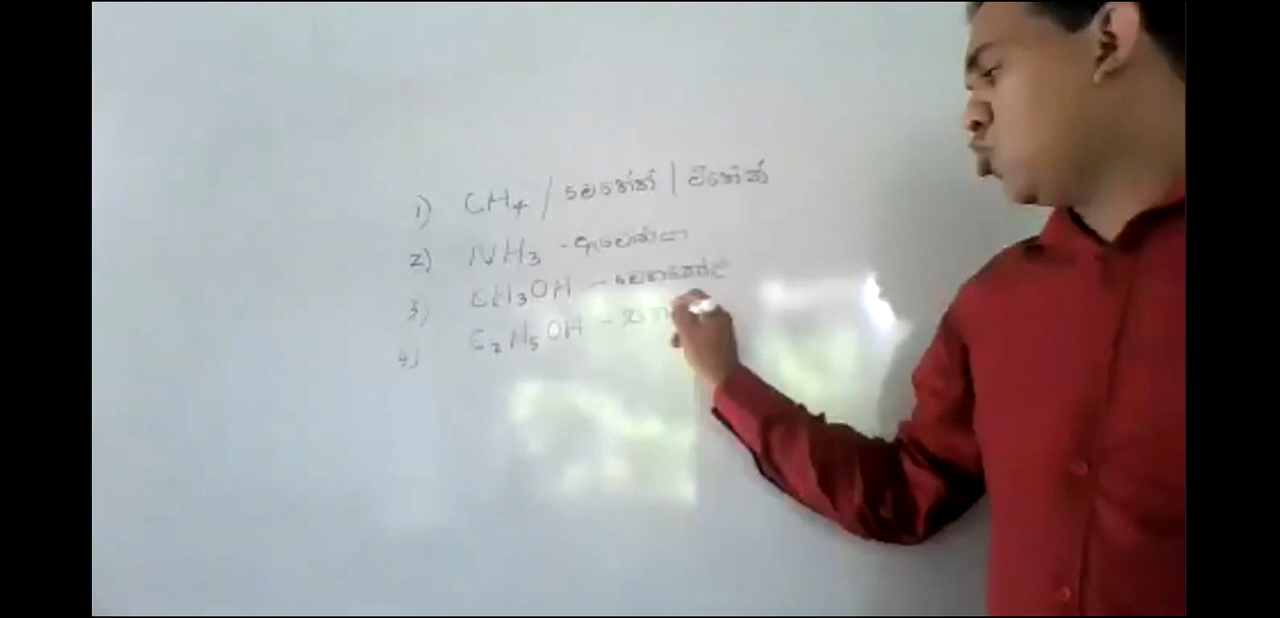 1) CH4 / මෙතේන් | මීතේන්
2) NH3 - ඇමෝනියා
3) CH3OH - මෙතනෝල්
4) C2H5OH -